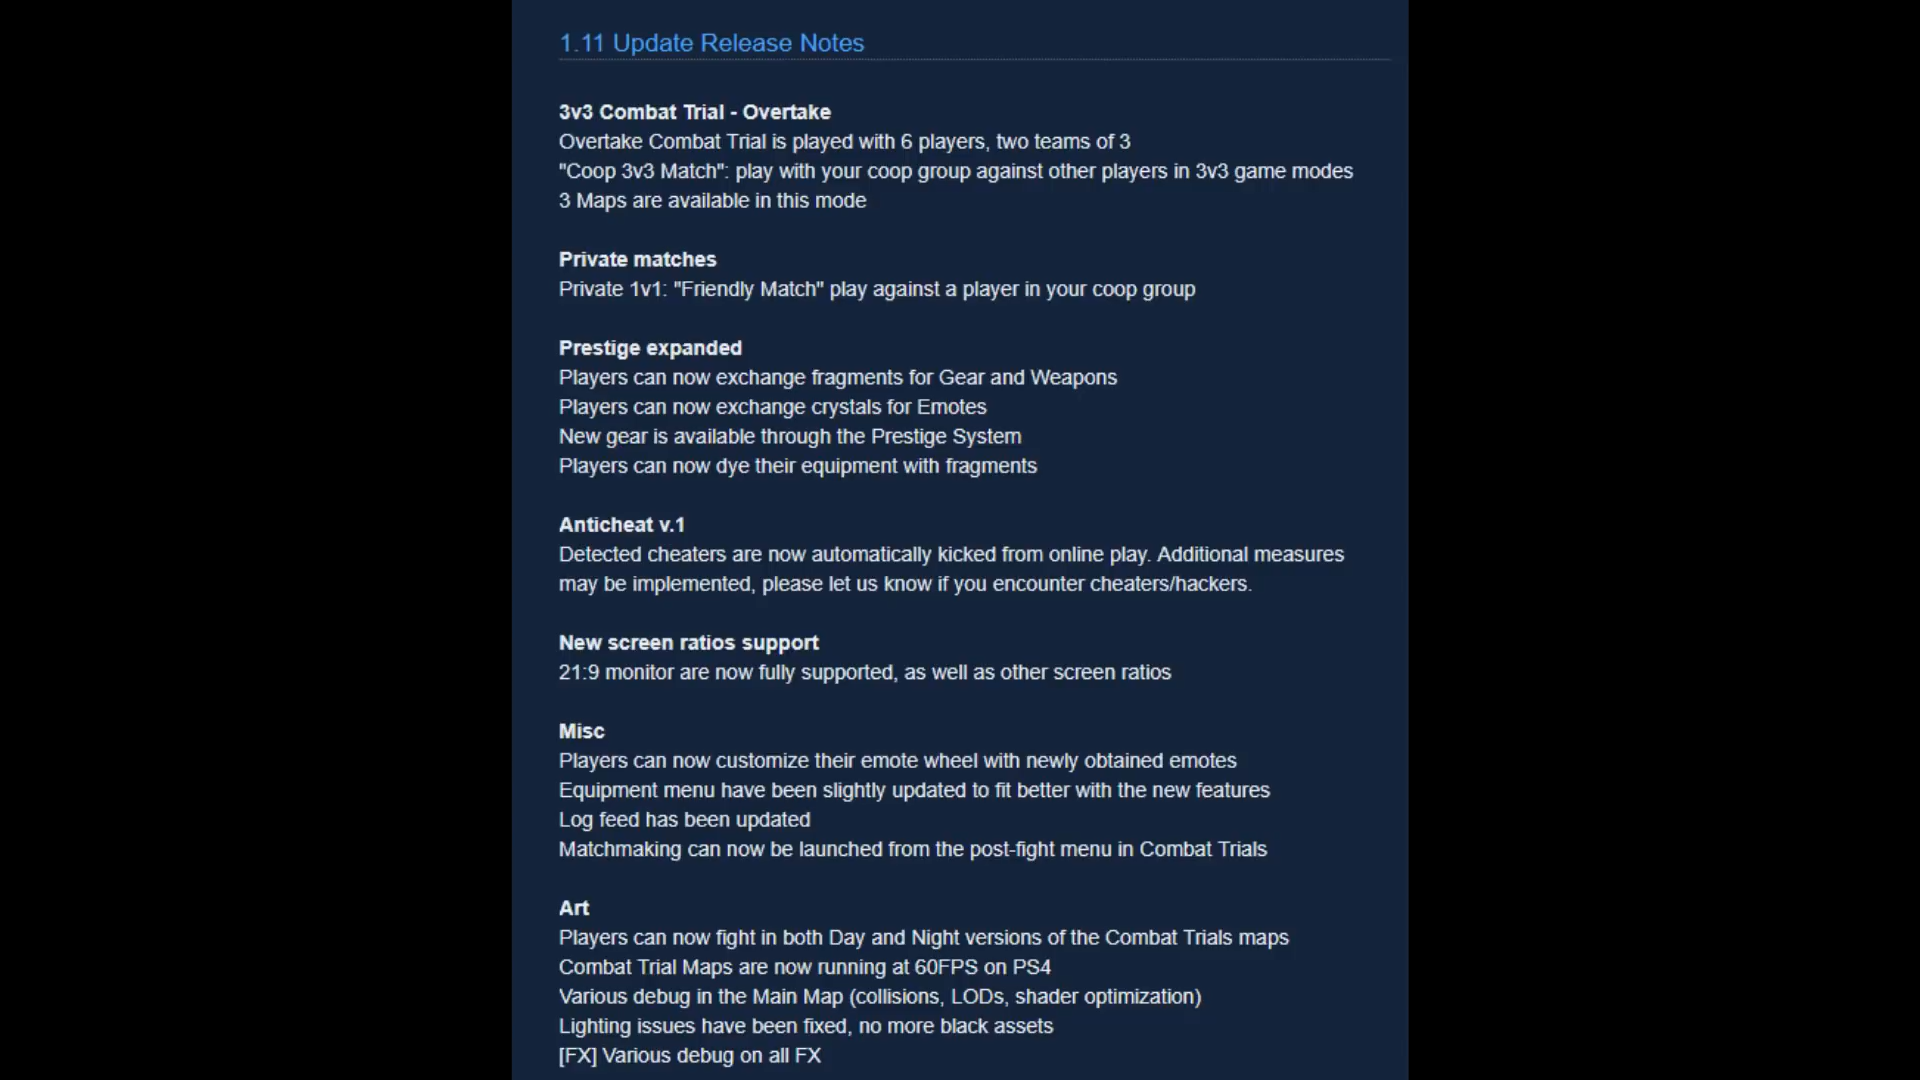 1.11 Update Release Notes
3v3 Combat Trial - Overtake
Overtake Combat Trial is played with 6 players, two teams of 3
"Coop 3v3 Match": play with your coop group against other players in 3v3 game modes
3 Maps are available in this mode
Private matches
Private 1v1: "Friendly Match" play against a player in your coop group
Prestige expanded
Players can now exchange fragments for Gear and Weapons
Players can now exchange crystals for Emotes
New gear is available through the Prestige System
Players can now dye their equipment with fragments
Anticheat v.1
Detected cheaters are now automatically kicked from online play. Additional measures
may be implemented, please let us know if you encounter cheaters/hackers.
New screen ratios support
21:9 monitor are now fully supported, as well as other screen ratios
Misc
Players can now customize their emote wheel with newly obtained emotes
Equipment menu have been slightly updated to fit better with the new features
Log feed has been updated
Matchmaking can now be launched from the post-fight menu in Combat Trials
Art
Players can now fight in both Day and Night versions of the Combat Trials maps
Combat Trial Maps are now running at 60FPS on PS4
Various debug in the Main Map (collisions, LODs, shader optimization)
Lighting issues have been fixed, no more black assets
[FX] Various debug on all FX